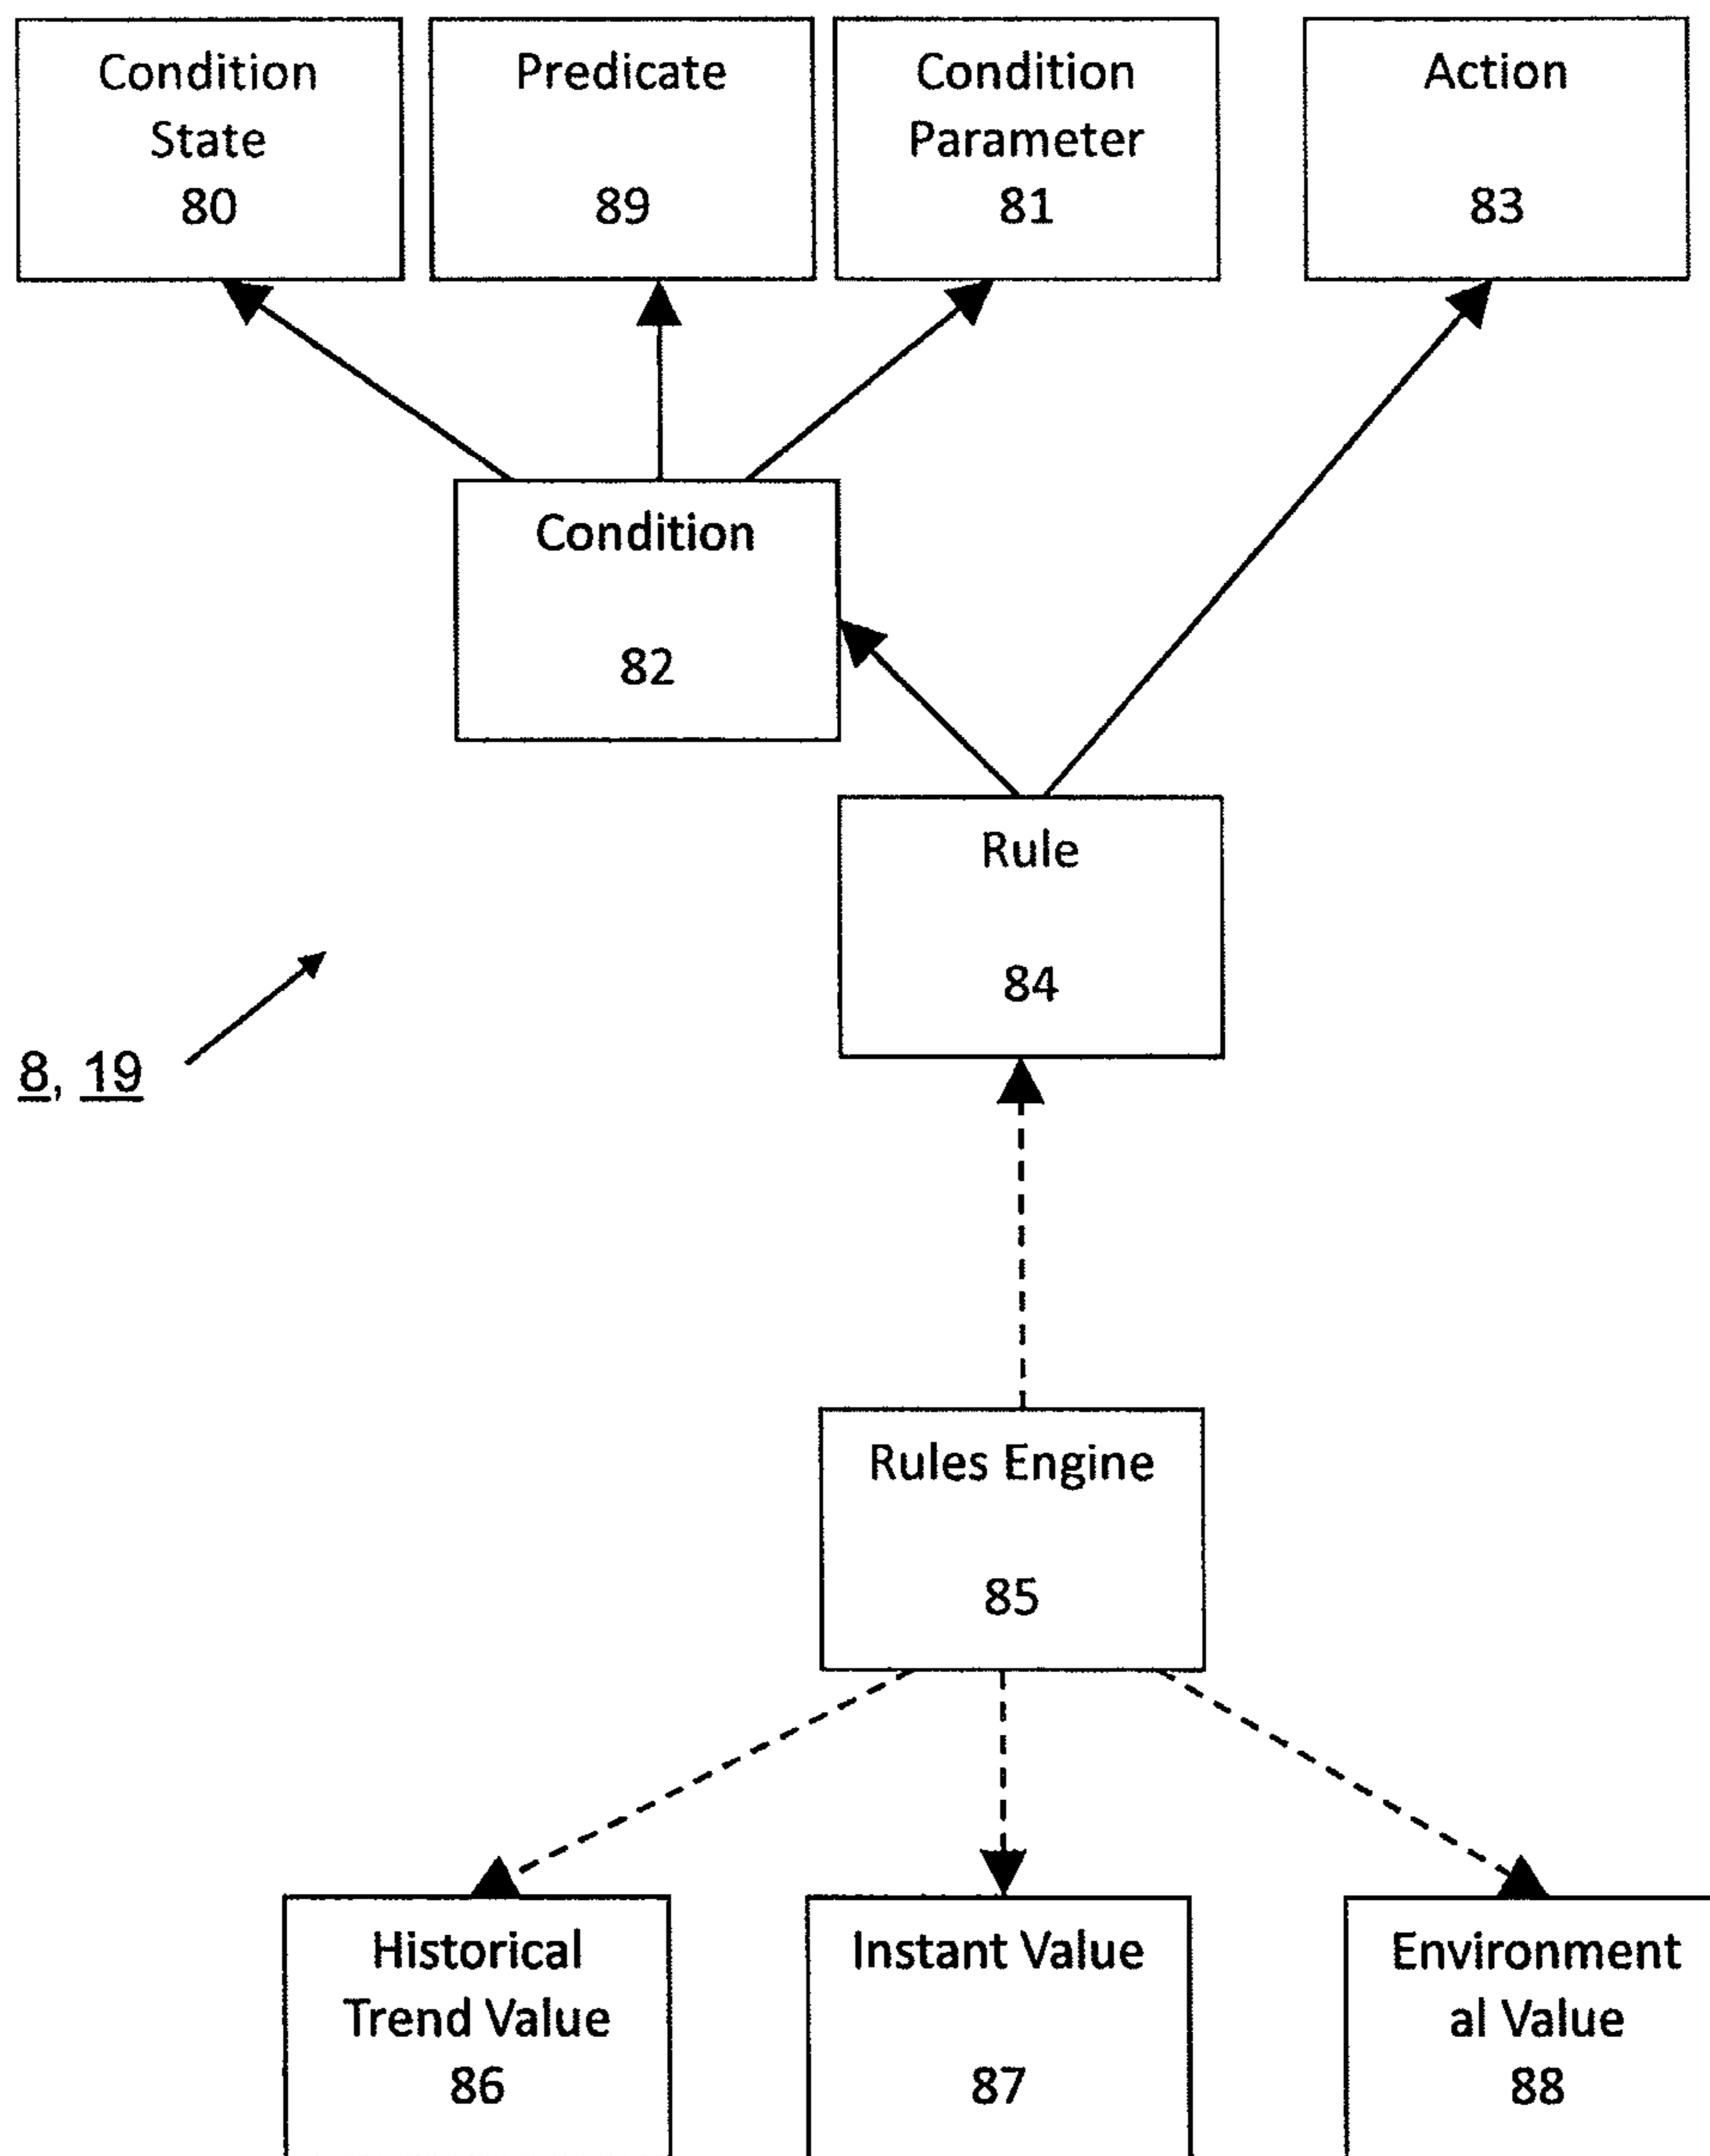 Condition
State
80
Predicate
89
Condition
Parameter
81
Action
83
Condition
82
Rule
84
8, 19
Rules Engine
85
Historical
Trend Value
86
Instant Value
87
Environment
al Value
88